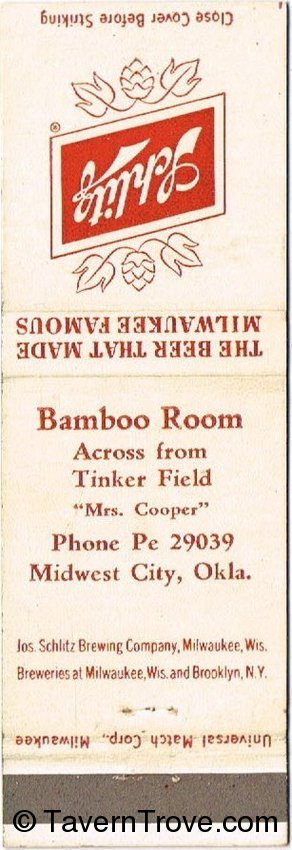 Close Cover Before Striking
Schlitz
®
THE BEER THAT MADE
MILWAUKEE FAMOUS
Bamboo Room
Across from
Tinker Field
"Mrs. Cooper"
Phone Pe 29039
Midwest City, Okla.
Jos. Schlitz Brewing Company, Milwaukee, Wis.
Breweries at Milwaukee, Wis. and Brooklyn, N.Y.
Universal Match Corp., Milwaukee
© TavernTrove.com